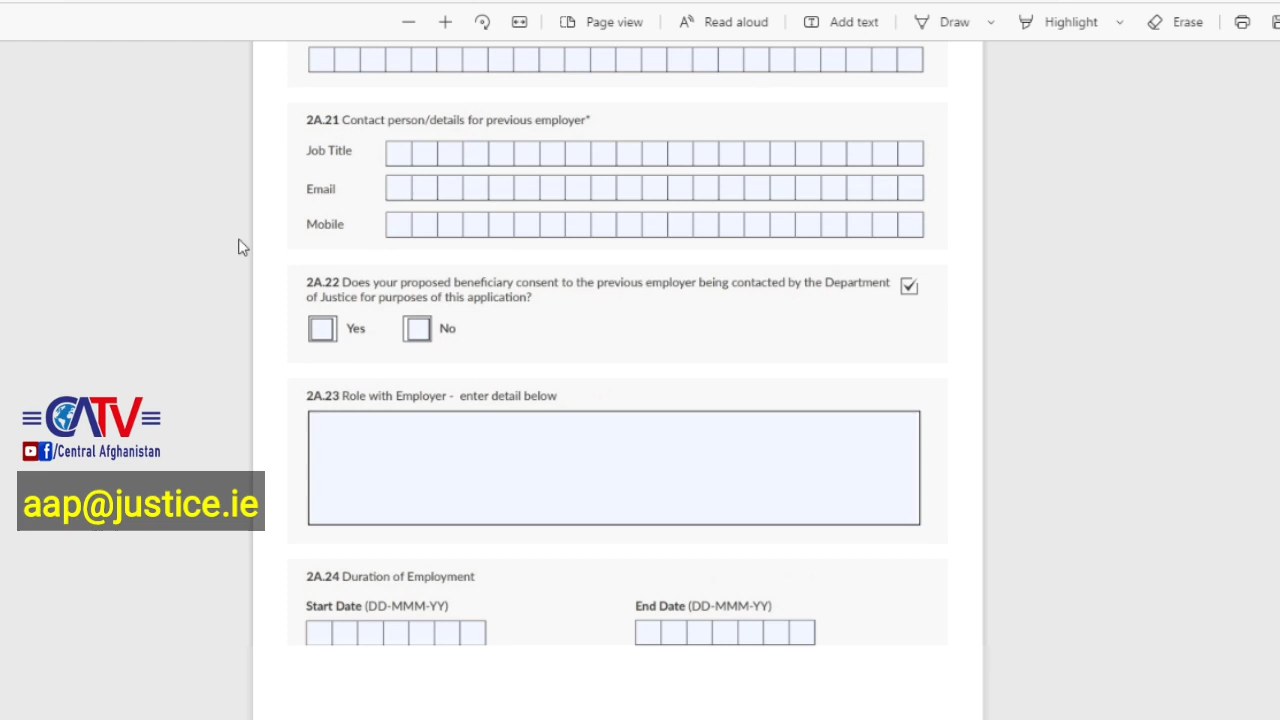 Page view
Read aloud
Add text
Draw
Highlight
Erase
2A.21 Contact person/details for previous employer*
Job Title
Email
Mobile
2A.22 Does your proposed beneficiary consent to the previous employer being contacted by the Department
of Justice for purposes of this application?
Yes No
2A.23 Role with Employer - enter detail below
CATV
/Central Afghanistan
aap@justice.ie
2A.24 Duration of Employment
Start Date (DD-MMM-YY) End Date (DD-MMM-YY)